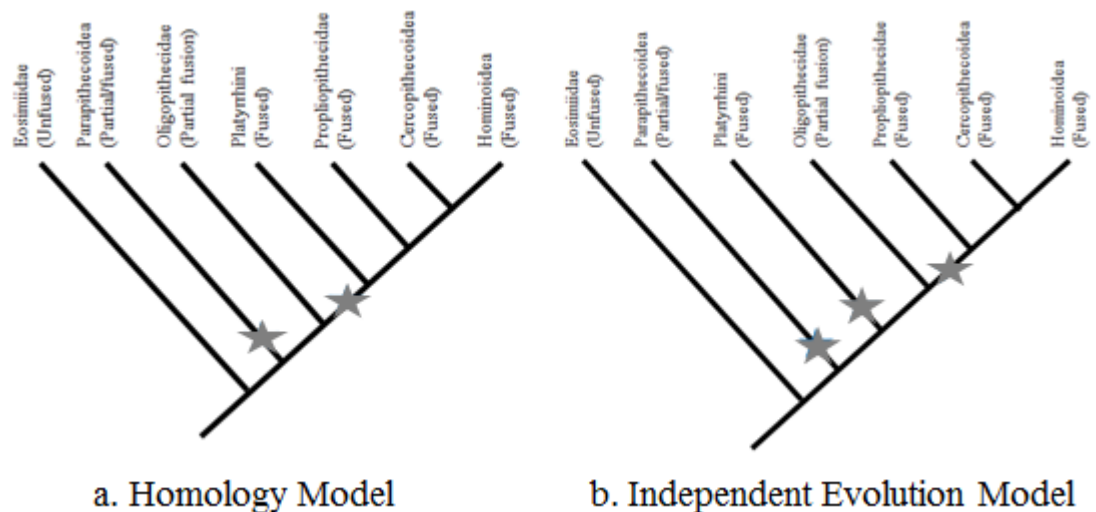 Eosimiidae
(Unfused)
Parapithecoidea
(Partial/fused)
Oligopithecidae
(Partial fusion)
Platyrrhini
(Fused)
Propliopithecidae
(Fused)
Cercopithecoidea
(Fused)
Hominoidea
(Fused)
Eosimiidae
(Unfused)
Parapithecoidea
(Partial/fused)
Platyrrhini
(Fused)
Oligopithecidae
(Partial fusion)
Propliopithecidae
(Fused)
Cercopithecoidea
(Fused)
Hominoidea
(Fused)
a. Homology Model
b. Independent Evolution Model